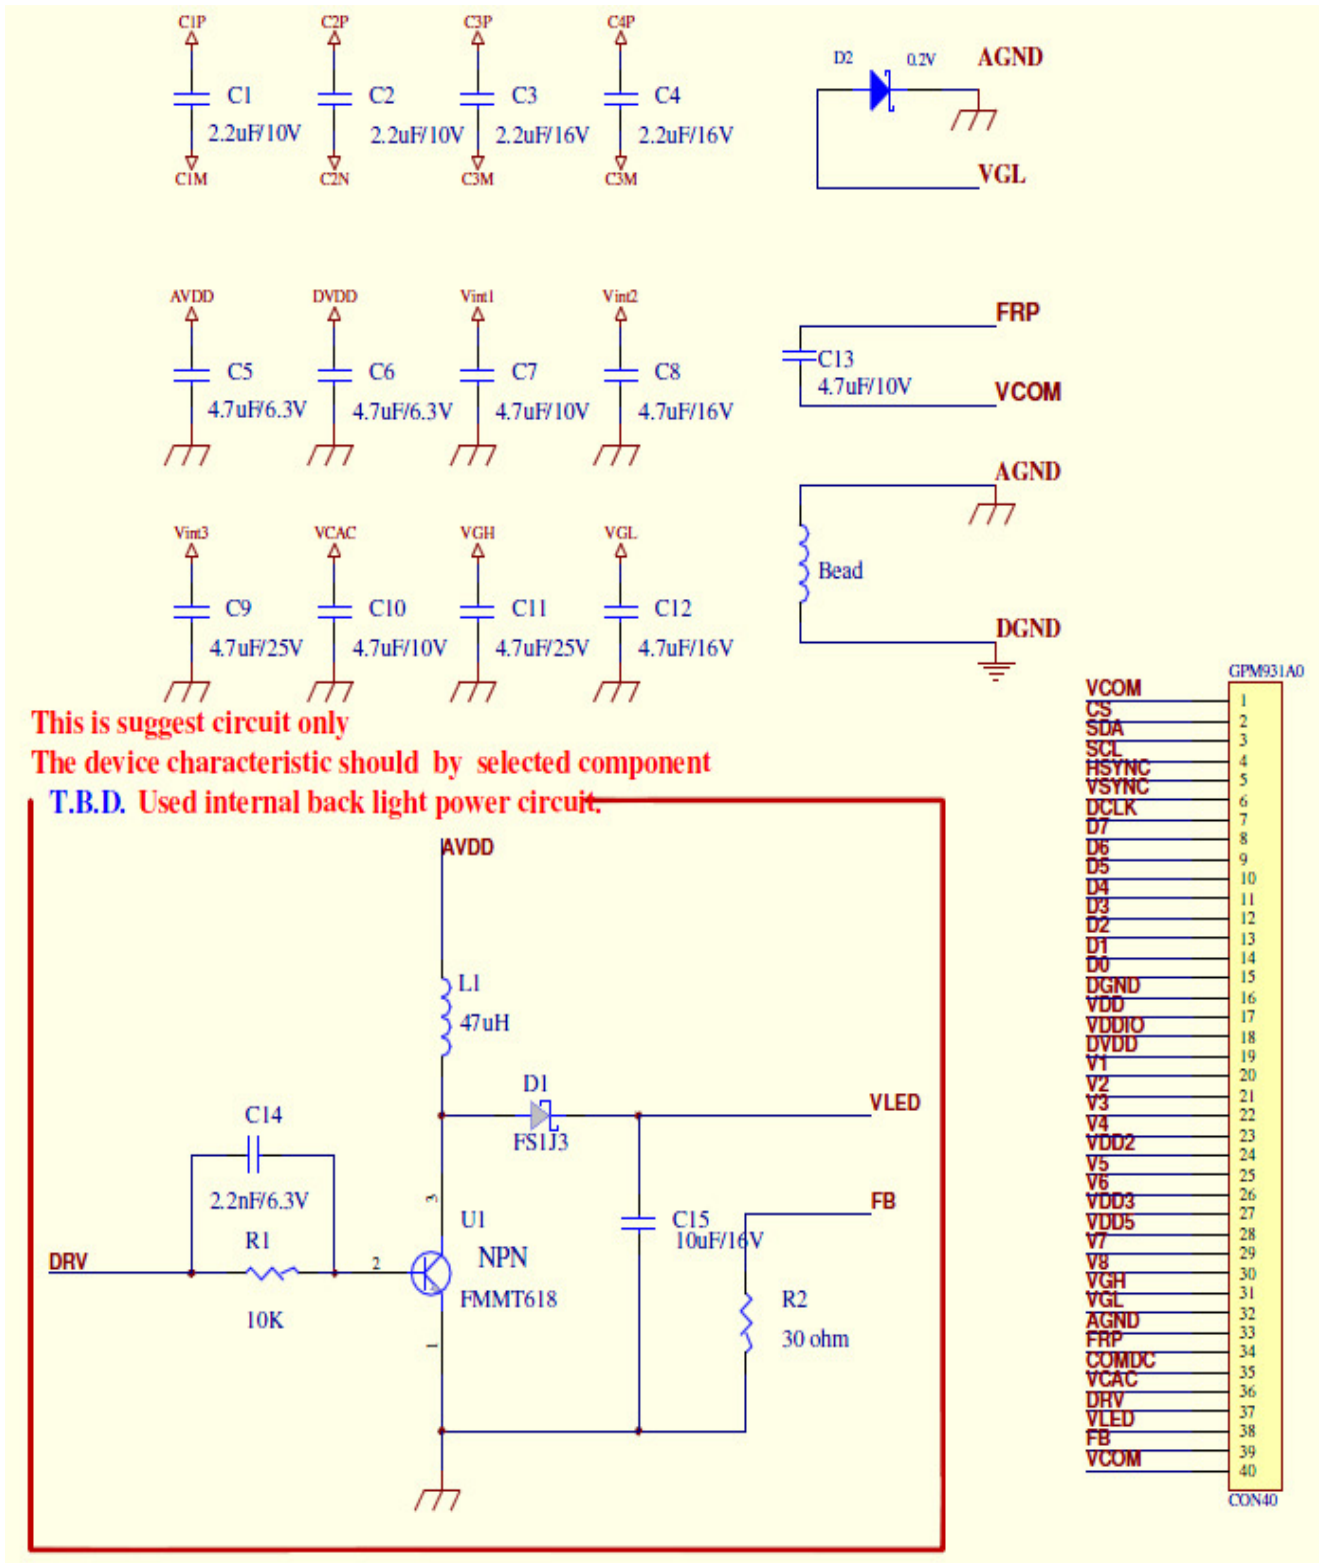 C1P C2P C3P C4P
C1 C2 C3 C4
2.2uF/10V 2.2uF/10V 2.2uF/16V 2.2uF/16V
C1M C2N C3M C3M
D2 0.2V AGND
VGL
AVDD DVDD Vint1 Vint2
C5 C6 C7 C8
4.7uF/6.3V 4.7uF/6.3V 4.7uF/10V 4.7uF/16V
FRP
C13
4.7uF/10V
VCOM
Vint3 VCAC VGH VGL
C9 C10 C11 C12
4.7uF/25V 4.7uF/10V 4.7uF/25V 4.7uF/16V
AGND
Bead
DGND
This is suggest circuit only
The device characteristic should by selected component
T.B.D. Used internal back light power circuit.
AVDD
L1
47uH
D1
FS1J3
VLED
C14
2.2nF/6.3V
R1
10K
DRV
2
3
1
U1
NPN
FMMT618
C15
10uF/16V
FB
R2
30 ohm
GPM931A0
VCOM 1
CS 2
SDA 3
SCL 4
HSYNC 5
VSYNC 6
DCLK 7
D7 8
D6 9
D5 10
D4 11
D3 12
D2 13
D1 14
D0 15
DGND 16
VDD 17
VDDIO 18
DVDD 19
V1 20
V2 21
V3 22
V4 23
VDD2 24
V5 25
V6 26
VDD3 27
VDD5 28
V7 29
V8 30
VGH 31
VGL 32
AGND 33
FRP 34
COMDC 35
VCAC 36
DRV 37
VLED 38
FB 39
VCOM 40
CON40